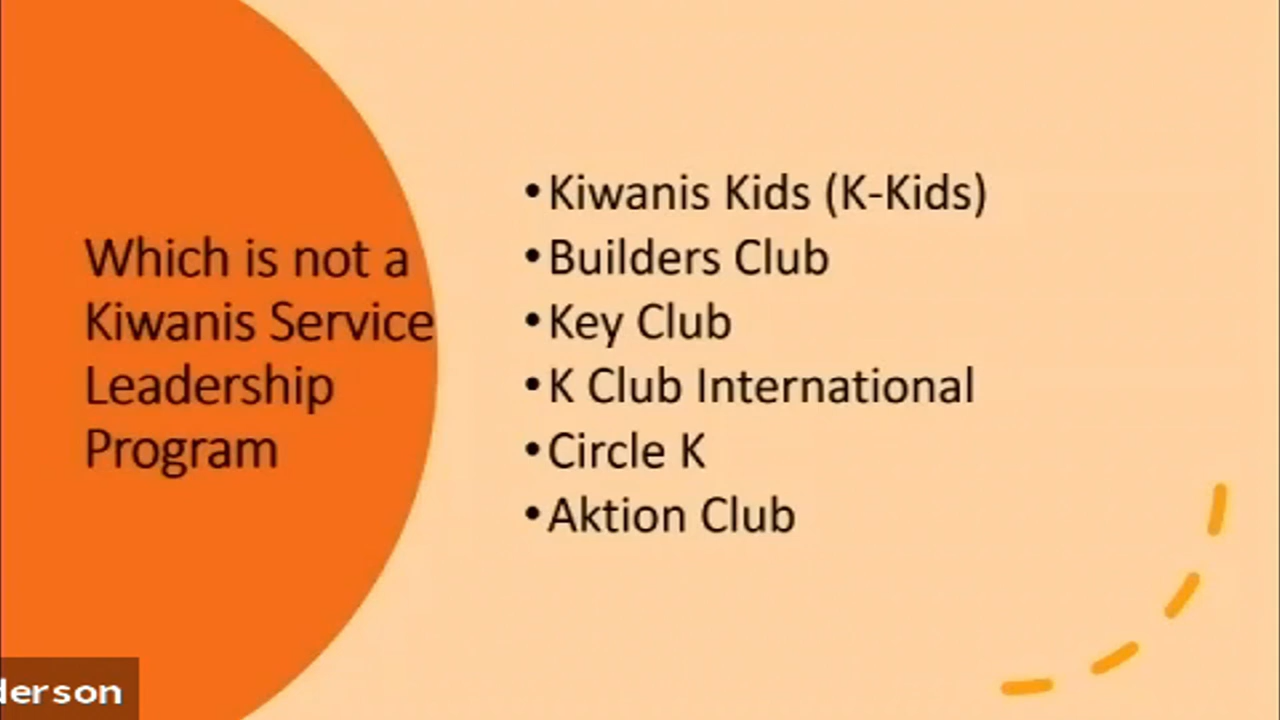 Which is not a
Kiwanis Service
Leadership
Program
•Kiwanis Kids (K-Kids)
•Builders Club
•Key Club
•K Club International
•Circle K
•Aktion Club
derson